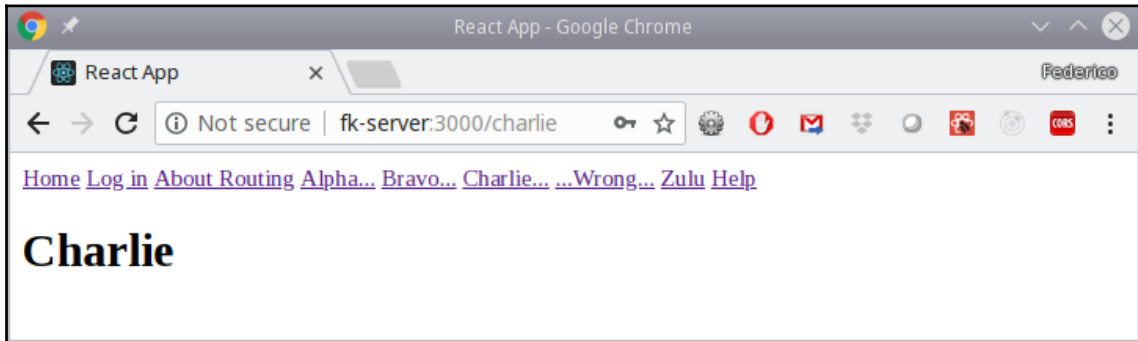 React App - Google Chrome
React App
Federico
Not secure | fk-server:3000/charlie
CORS
Home Log in About Routing Alpha... Bravo... Charlie... ...Wrong... Zulu Help
Charlie